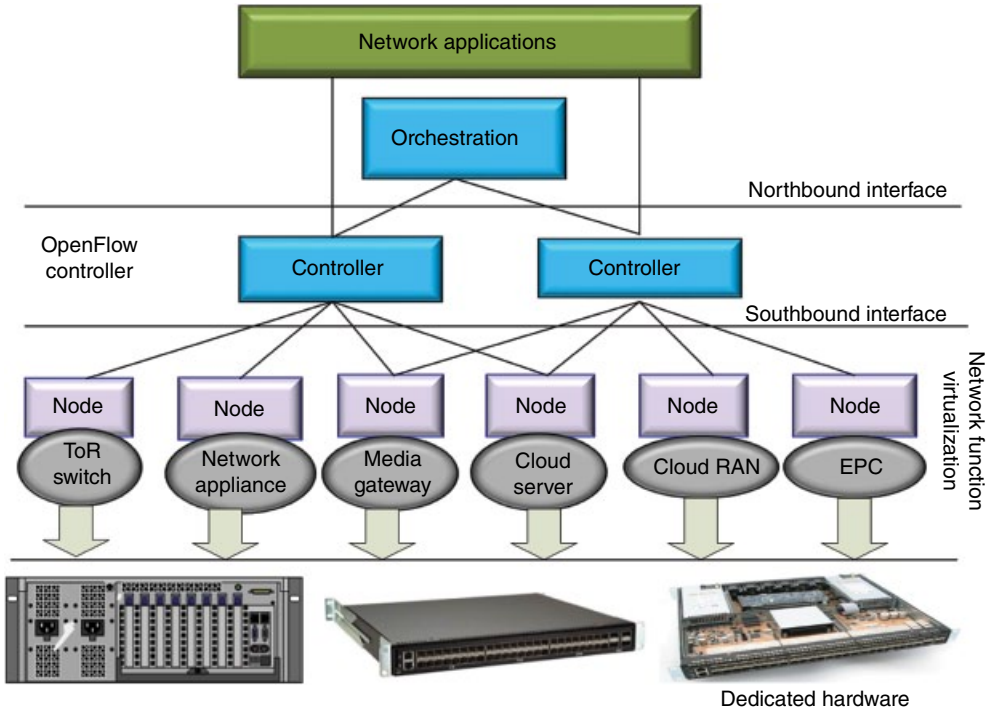 Network applications
Orchestration
Northbound interface
OpenFlow
controller
Controller
Controller
Southbound interface
Network function
virtualization
Node
Node
Node
Node
Node
Node
ToR
switch
Network
appliance
Media
gateway
Cloud
server
Cloud RAN
EPC
Dedicated hardware